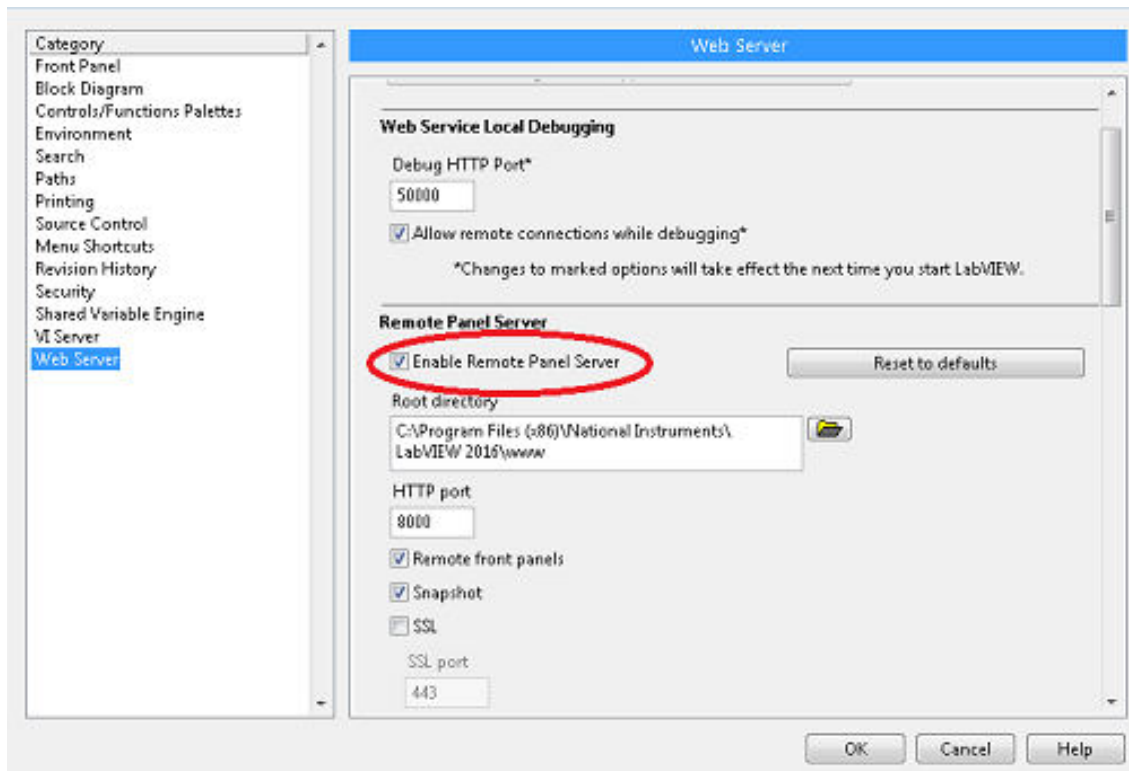 Category
Front Panel
Block Diagram
Controls/Functions Palettes
Environment
Search
Paths
Printing
Source Control
Menu Shortcuts
Revision History
Security
Shared Variable Engine
VI Server
Web Server
Web Server
Web Service Local Debugging
Debug HTTP Port*
50000
Allow remote connections while debugging*
*Changes to marked options will take effect the next time you start LabVIEW.
Remote Panel Server
Enable Remote Panel Server
Reset to defaults
Root directory
C:\Program Files (x86)\National Instruments\
LabVIEW 2016\www
HTTP port
8000
Remote front panels
Snapshot
SSL
SSL port
443
OK
Cancel
Help